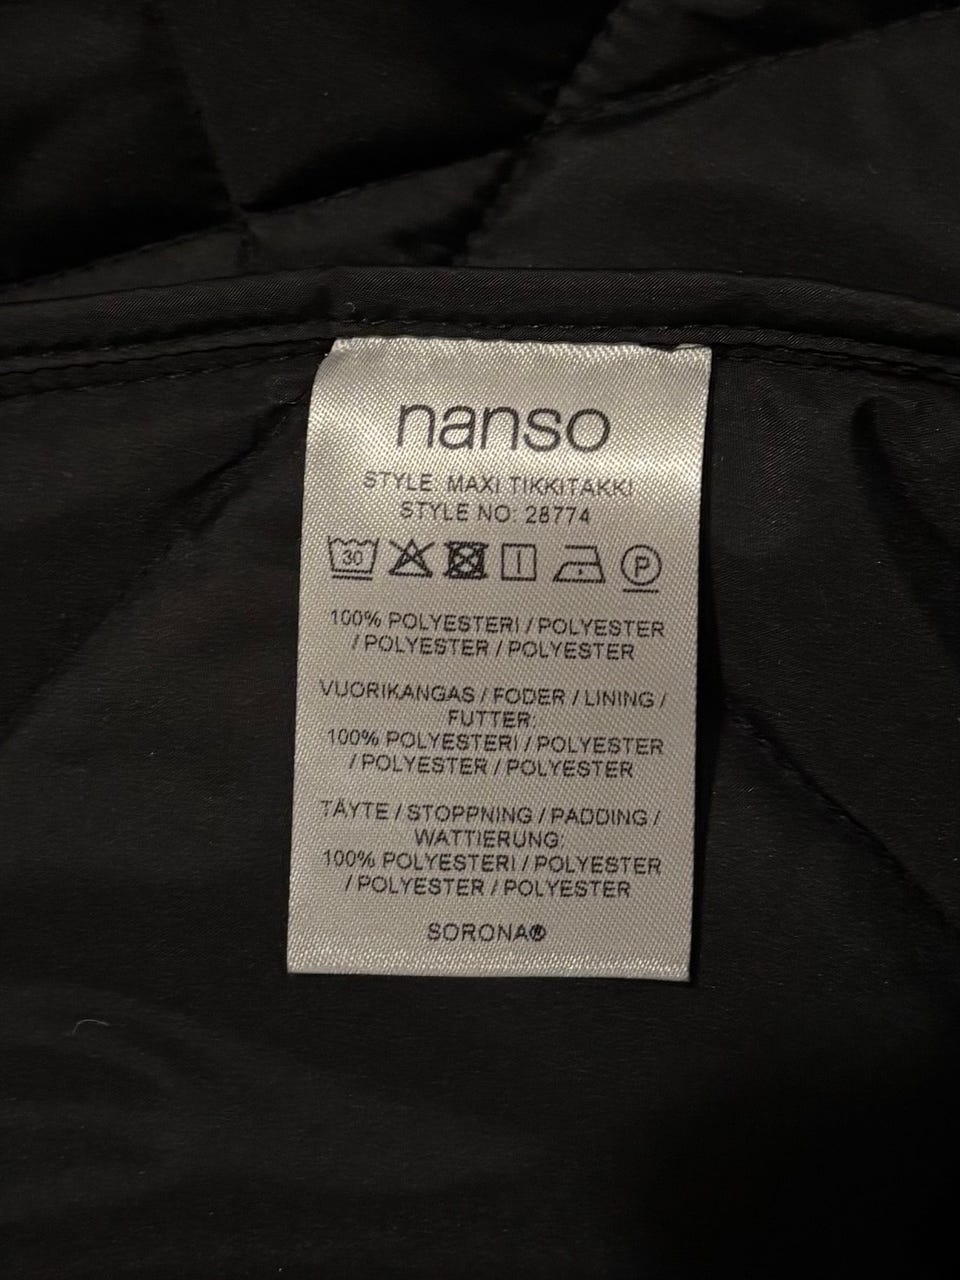 nanso
STYLE: MAXI TIKKITAKKI
STYLE NO: 28774
30 P
100% POLYESTERI / POLYESTER
/ POLYESTER / POLYESTER
VUORIKANGAS / FODER / LINING /
FUTTER:
100% POLYESTERI / POLYESTER
/ POLYESTER / POLYESTER
TÄYTE / STOPPNING / PADDING /
WATTIERUNG:
100% POLYESTERI / POLYESTER
/ POLYESTER / POLYESTER
SORONA®